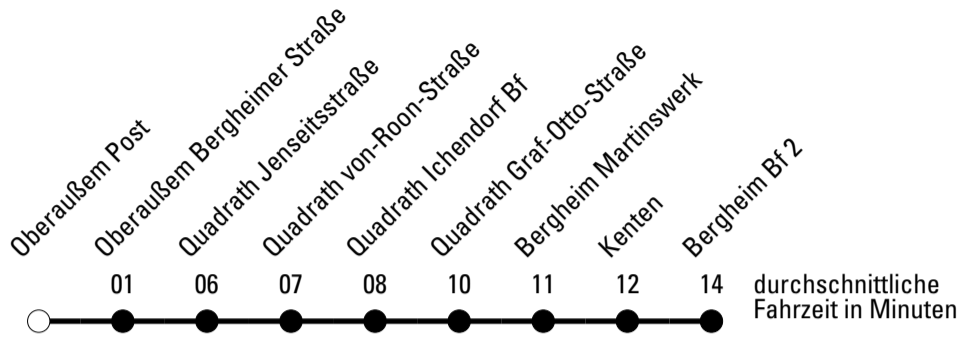 Oberaußem Post
Oberaußem Bergheimer Straße
Quadrath Jenseitsstraße
Quadrath von-Roon-Straße
Quadrath Ichendorf Bf
Quadrath Graf-Otto-Straße
Bergheim Martinswerk
Kenten
Bergheim Bf 2
01 06 07 08 10 11 12 14
durchschnittliche
Fahrzeit in Minuten